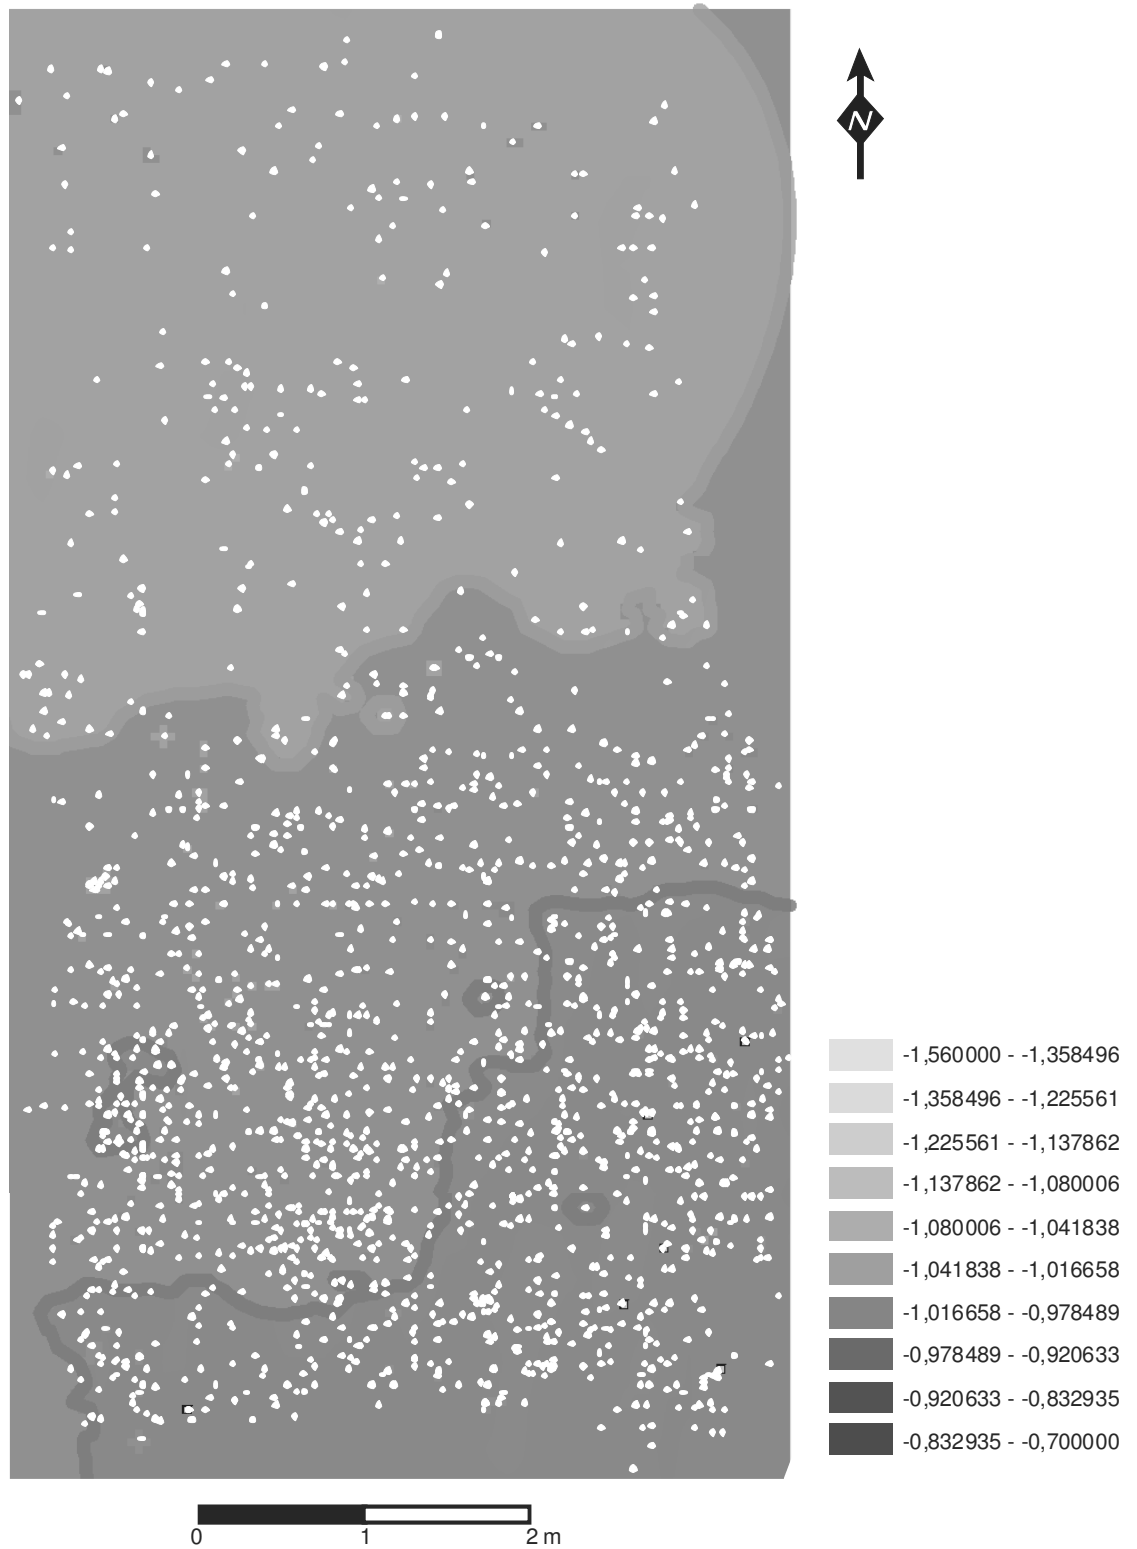 N
-1,560000 - -1,358496
-1,358496 - -1,225561
-1,225561 - -1,137862
-1,137862 - -1,080006
-1,080006 - -1,041838
-1,041838 - -1,016658
-1,016658 - -0,978489
-0,978489 - -0,920633
-0,920633 - -0,832935
-0,832935 - -0,700000
0 1 2 m